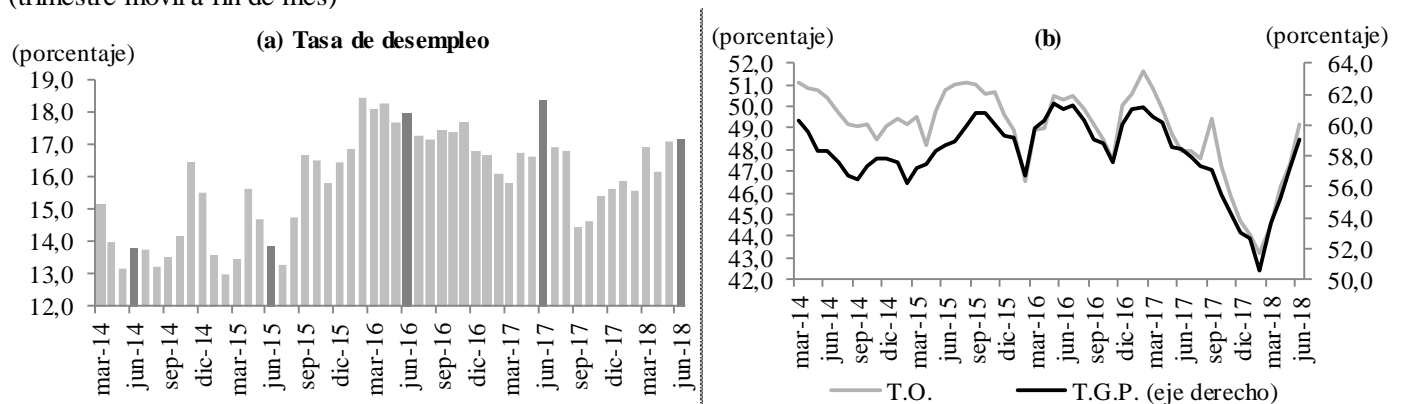 (trimestre móvil a fin de mes)
(a) Tasa de desempleo
(porcentaje)
19,0
18,0
17,0
16,0
15,0
14,0
13,0
12,0
mar-14
jun-14
sep-14
dic-14
mar-15
jun-15
sep-15
dic-15
mar-16
jun-16
sep-16
dic-16
mar-17
jun-17
sep-17
dic-17
mar-18
jun-18
(b)
(porcentaje)
(porcentaje)
52,0
51,0
50,0
49,0
48,0
47,0
46,0
45,0
44,0
43,0
42,0
64,0
62,0
60,0
58,0
56,0
54,0
52,0
50,0
mar-14
jun-14
sep-14
dic-14
mar-15
jun-15
sep-15
dic-15
mar-16
jun-16
sep-16
dic-16
mar-17
jun-17
sep-17
dic-17
mar-18
jun-18
T.O.
T.G.P. (eje derecho)